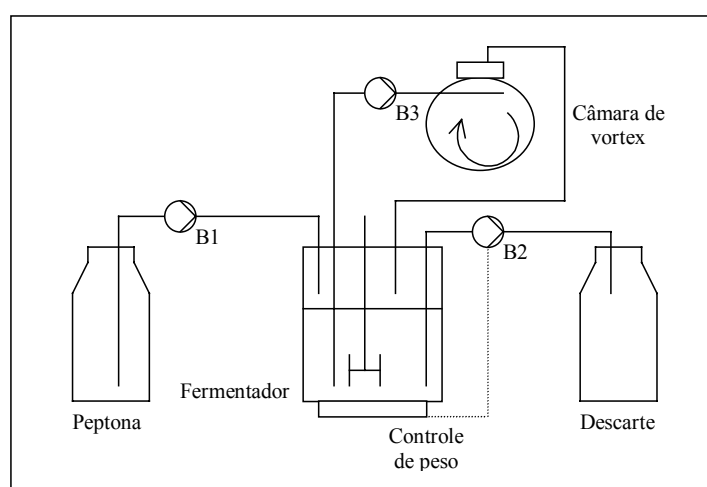 B3
Câmara de
vortex
B1
B2
Fermentador
Peptona
Controle
de peso
Descarte